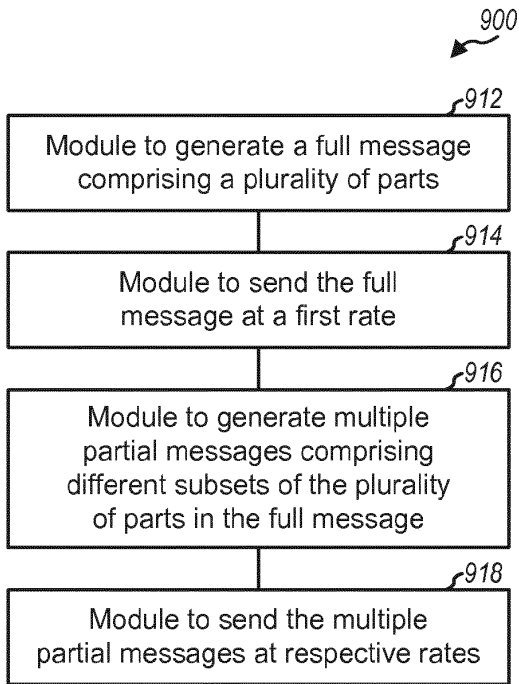 900
912
Module to generate a full message
comprising a plurality of parts
914
Module to send the full
message at a first rate
916
Module to generate multiple
partial messages comprising
different subsets of the plurality
of parts in the full message
918
Module to send the multiple
partial messages at respective rates